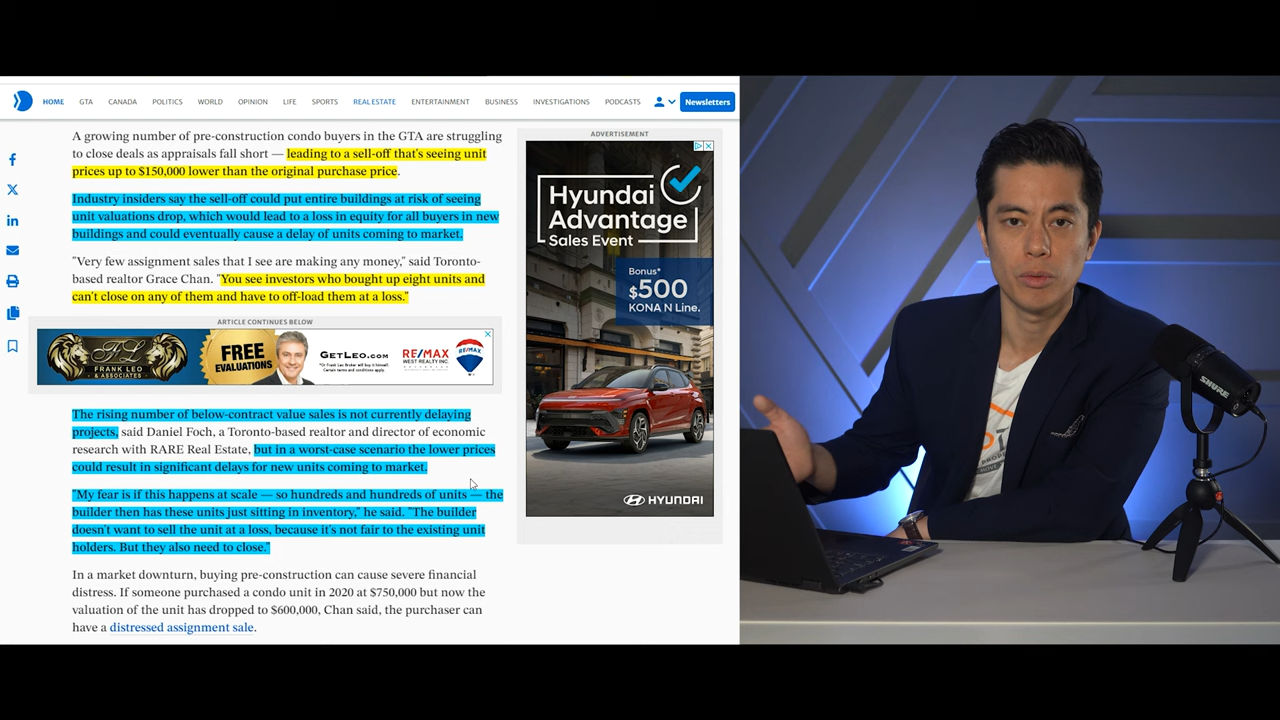 HOME GTA CANADA POLITICS WORLD OPINION LIFE SPORTS REAL ESTATE ENTERTAINMENT BUSINESS INVESTIGATIONS PODCASTS Newsletters
A growing number of pre-construction condo buyers in the GTA are struggling
to close deals as appraisals fall short — leading to a sell-off that's seeing unit
prices up to $150,000 lower than the original purchase price.
Industry insiders say the sell-off could put entire buildings at risk of seeing
unit valuations drop, which would lead to a loss in equity for all buyers in new
buildings and could eventually cause a delay of units coming to market.
"Very few assignment sales that I see are making any money," said Toronto-
based realtor Grace Chan. "You see investors who bought up eight units and
can't close on any of them and have to off-load them at a loss."
ARTICLE CONTINUES BELOW
FL
FRANK LEO
& ASSOCIATES
FREE
EVALUATIONS
GETLEO.COM
RE/MAX
WEST REALTY INC.
RE/MAX
The rising number of below-contract value sales is not currently delaying
projects, said Daniel Foch, a Toronto-based realtor and director of economic
research with RARE Real Estate, but in a worst-case scenario the lower prices
could result in significant delays for new units coming to market.
"My fear is if this happens at scale — so hundreds and hundreds of units — the
builder then has these units just sitting in inventory," he said. "The builder
doesn't want to sell the unit at a loss, because it's not fair to the existing unit
holders. But they also need to close."
In a market downturn, buying pre-construction can cause severe financial
distress. If someone purchased a condo unit in 2020 at $750,000 but now the
valuation of the unit has dropped to $600,000, Chan said, the purchaser can
have a distressed assignment sale.
ADVERTISEMENT
Hyundai
Advantage
Sales Event
Bonus*
$500
KONA N Line.
HYUNDAI
SHURE